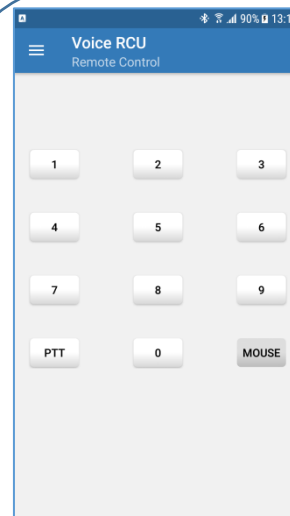 90% 13:1
Voice RCU
Remote Control
1 2 3
4 5 6
7 8 9
PTT 0 MOUSE